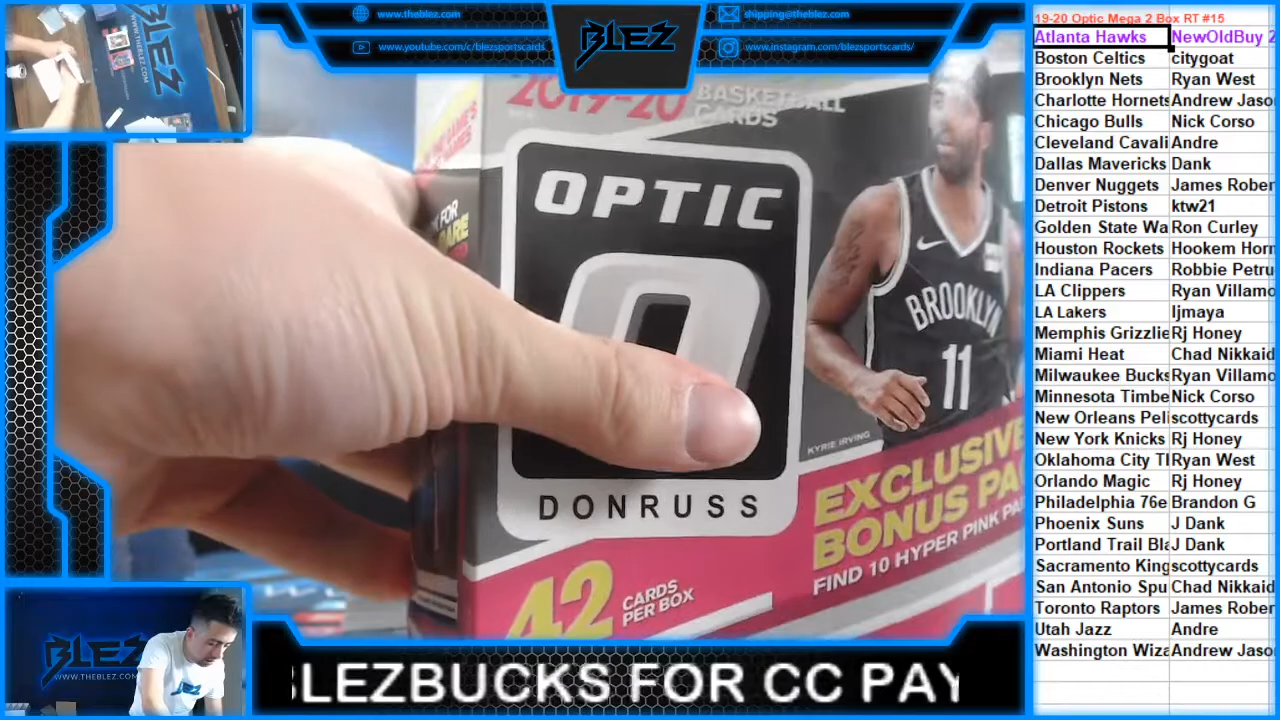 www.theblez.com
shipping@theblez.com
www.youtube.com/c/blezsportscards
www.instagram.com/blezsportscards/
BLEZ
2019-20
BASKETBALL
CARDS
OPTIC
DONRUSS
42 CARDS
PER BOX
BROOKLYN
11
KYRIE IRVING
EXCLUSIVE
BONUS PA
FIND 10 HYPER PINK PA
BLEZ
WWW.THEBLEZ.COM
LEZBUCKS FOR CC PAY
19-20 Optic Mega 2 Box RT #15
Atlanta Hawks NewOldBuy 2
Boston Celtics citygoat
Brooklyn Nets Ryan West
Charlotte Hornets Andrew Jaso
Chicago Bulls Nick Corso
Cleveland Cavali Andre
Dallas Mavericks Dank
Denver Nuggets James Rober
Detroit Pistons ktw21
Golden State Wa Ron Curley
Houston Rockets Hookem Horn
Indiana Pacers Robbie Petru
LA Clippers Ryan Villamo
LA Lakers ljmaya
Memphis Grizzlie Rj Honey
Miami Heat Chad Nikkaid
Milwaukee Bucks Ryan Villamo
Minnesota Timbe Nick Corso
New Orleans Peli scottycards
New York Knicks Rj Honey
Oklahoma City Tl Ryan West
Orlando Magic Rj Honey
Philadelphia 76e Brandon G
Phoenix Suns J Dank
Portland Trail Bla J Dank
Sacramento King scottycards
San Antonio Spu Chad Nikkaid
Toronto Raptors James Rober
Utah Jazz Andre
Washington Wiza Andrew Jaso